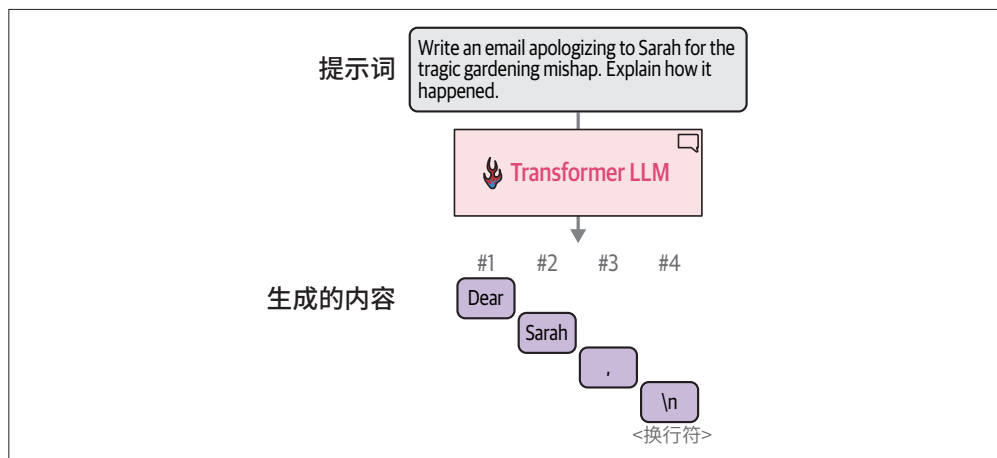 提示词
Write an email apologizing to Sarah for the
tragic gardening mishap. Explain how it
happened.
Transformer LLM
#1 #2 #3 #4
生成的内容
Dear
Sarah
,
\n
<换行符>